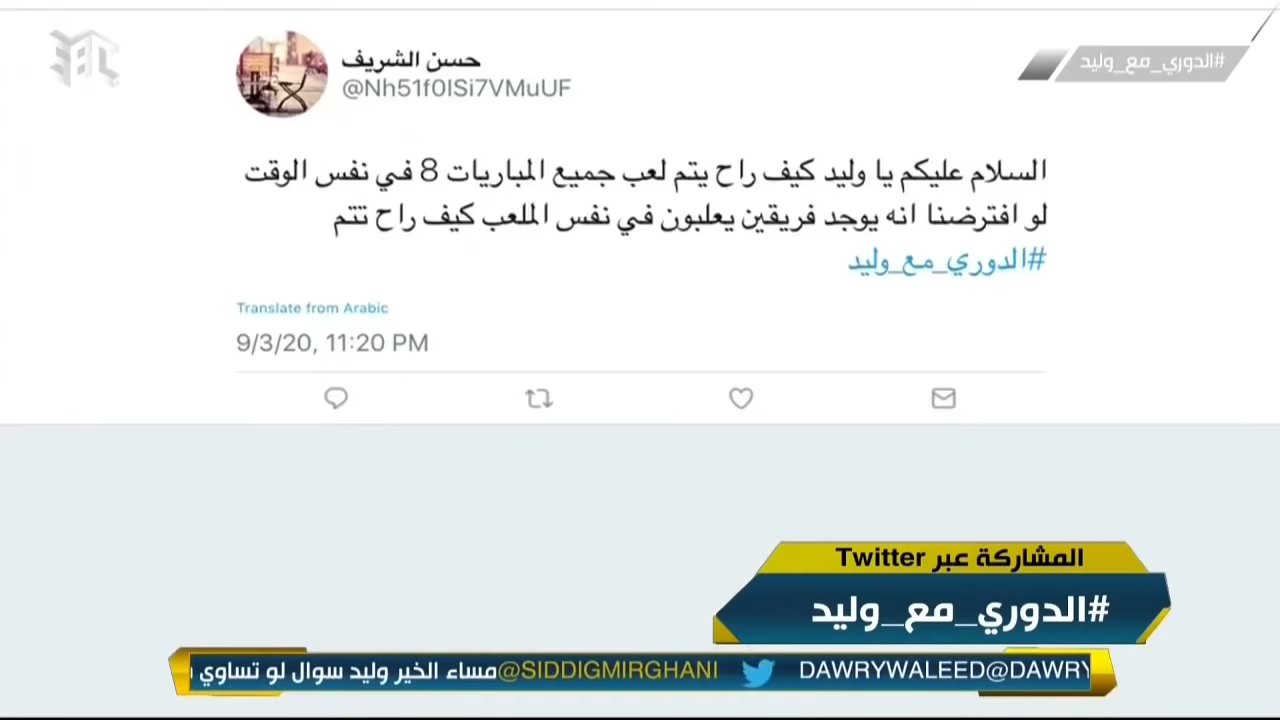 SBC
#الدوري_مع_وليد
حسن الشريف
@Nh51f0ISi7VMuUF
السلام عليكم يا وليد كيف راح يتم لعب جميع المباريات 8 في نفس الوقت
لو افترضنا انه يوجد فريقين يعلبون في نفس الملعب كيف راح تتم
#الدوري_مع_وليد
Translate from Arabic
9/3/20, 11:20 PM
المشاركة عبر Twitter
#الدوري_مع_وليد
مساء الخير وليد سوال لو تساوي @SIDDIGMIRGHANI DAWRYWALEED@DAWRY